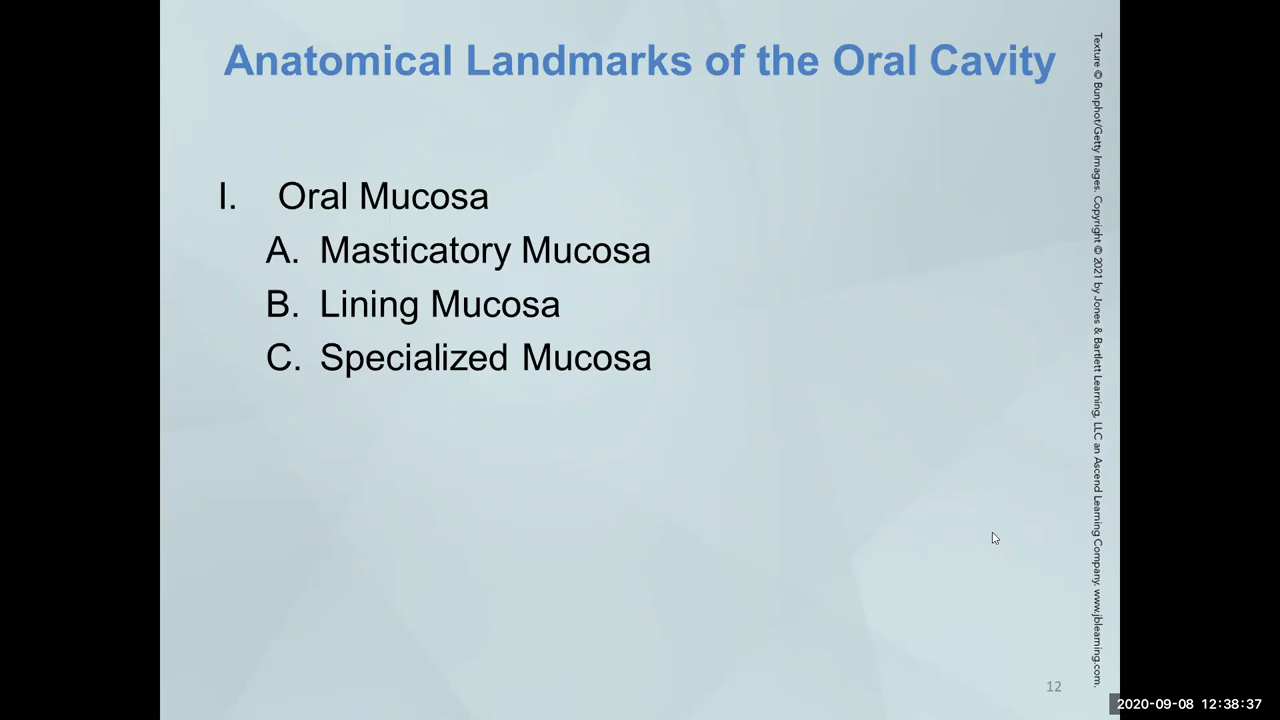 Anatomical Landmarks of the Oral Cavity
I. Oral Mucosa
A. Masticatory Mucosa
B. Lining Mucosa
C. Specialized Mucosa
Texture © Bunphot/Getty Images. Copyright © 2021 by Jones & Bartlett Learning, LLC an Ascend Learning Company. www.jblearning.com.
12
2020-09-08 12:38:37